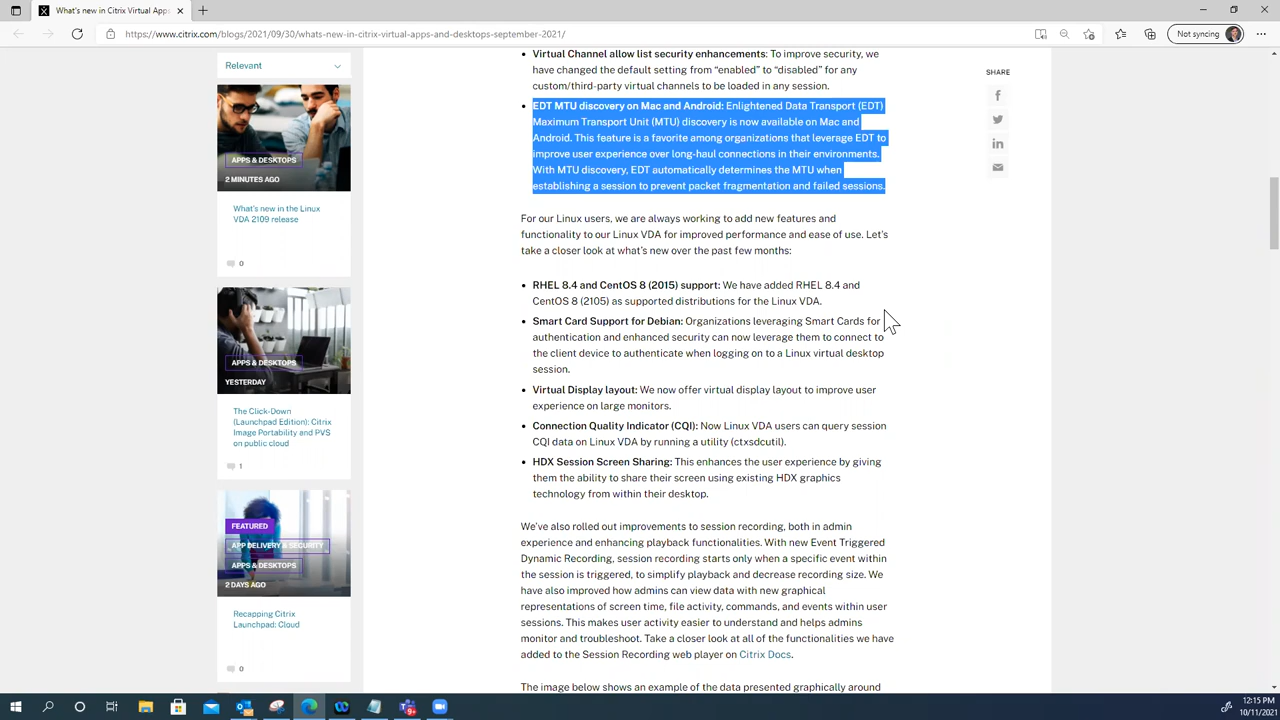 What's new in Citrix Virtual Apps
https://www.citrix.com/blogs/2021/09/30/whats-new-in-citrix-virtual-apps-and-desktops-september-2021/
Not syncing
Relevant
APPS & DESKTOPS
2 MINUTES AGO
What's new in the Linux
VDA 2109 release
0
APPS & DESKTOPS
YESTERDAY
The Click-Down
(Launchpad Edition): Citrix
Image Portability and PVS
on public cloud
1
FEATURED
APP DELIVERY & SECURITY
APPS & DESKTOPS
2 DAYS AGO
Recapping Citrix
Launchpad: Cloud
0
• Virtual Channel allow list security enhancements: To improve security, we
have changed the default setting from “enabled” to “disabled” for any
custom/third-party virtual channels to be loaded in any session.
• EDT MTU discovery on Mac and Android: Enlightened Data Transport (EDT)
Maximum Transport Unit (MTU) discovery is now available on Mac and
Android. This feature is a favorite among organizations that leverage EDT to
improve user experience over long-haul connections in their environments.
With MTU discovery, EDT automatically determines the MTU when
establishing a session to prevent packet fragmentation and failed sessions.
For our Linux users, we are always working to add new features and
functionality to our Linux VDA for improved performance and ease of use. Let's
take a closer look at what's new over the past few months:
• RHEL 8.4 and CentOS 8 (2015) support: We have added RHEL 8.4 and
CentOS 8 (2105) as supported distributions for the Linux VDA.
• Smart Card Support for Debian: Organizations leveraging Smart Cards for
authentication and enhanced security can now leverage them to connect to
the client device to authenticate when logging on to a Linux virtual desktop
session.
• Virtual Display layout: We now offer virtual display layout to improve user
experience on large monitors.
• Connection Quality Indicator (CQI): Now Linux VDA users can query session
CQI data on Linux VDA by running a utility (ctxsdcutil).
• HDX Session Screen Sharing: This enhances the user experience by giving
them the ability to share their screen using existing HDX graphics
technology from within their desktop.
We've also rolled out improvements to session recording, both in admin
experience and enhancing playback functionalities. With new Event Triggered
Dynamic Recording, session recording starts only when a specific event within
the session is triggered, to simplify playback and decrease recording size. We
have also improved how admins can view data with new graphical
representations of screen time, file activity, commands, and events within user
sessions. This makes user activity easier to understand and helps admins
monitor and troubleshoot. Take a closer look at all of the functionalities we have
added to the Session Recording web player on Citrix Docs.
The image below shows an example of the data presented graphically around
SHARE
12:15 PM
10/11/2021